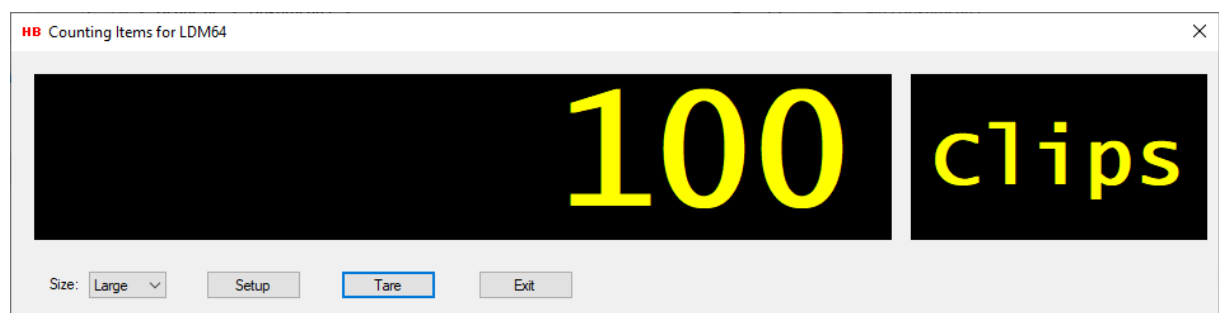 HB Counting Items for LDM64
100 Clips
Size: Large Setup Tare Exit